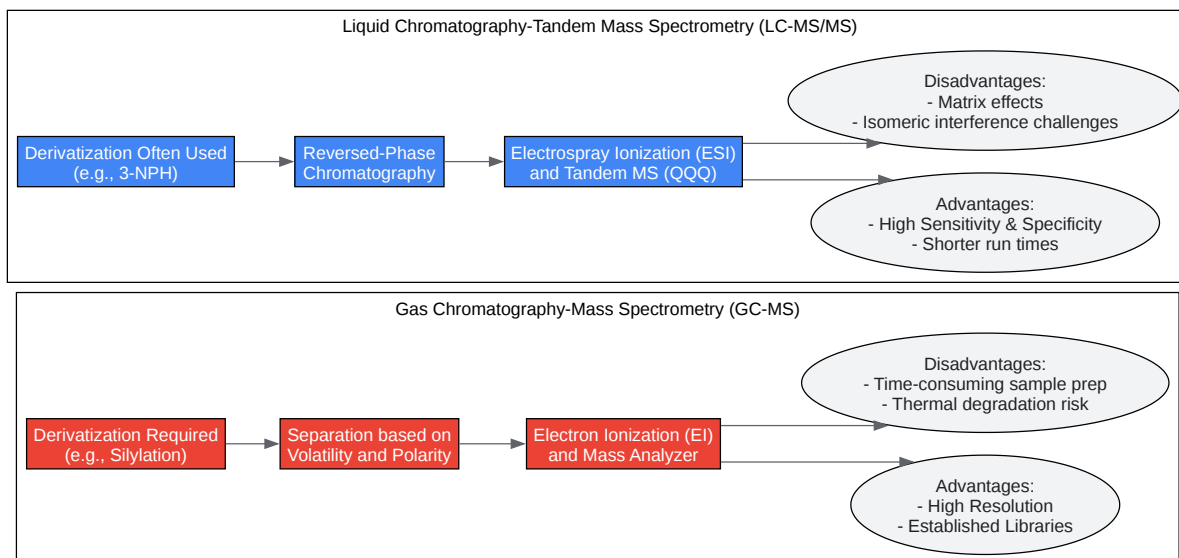 Liquid Chromatography-Tandem Mass Spectrometry (LC-MS/MS)
Derivatization Often Used
(e.g., 3-NPH)
Reversed-Phase
Chromatography
Electrospray Ionization (ESI)
and Tandem MS (QQQ)
Disadvantages:
- Matrix effects
- Isomeric interference challenges
Advantages:
- High Sensitivity & Specificity
- Shorter run times
Gas Chromatography-Mass Spectrometry (GC-MS)
Derivatization Required
(e.g., Silylation)
Separation based on
Volatility and Polarity
Electron Ionization (EI)
and Mass Analyzer
Disadvantages:
- Time-consuming sample prep
- Thermal degradation risk
Advantages:
- High Resolution
- Established Libraries